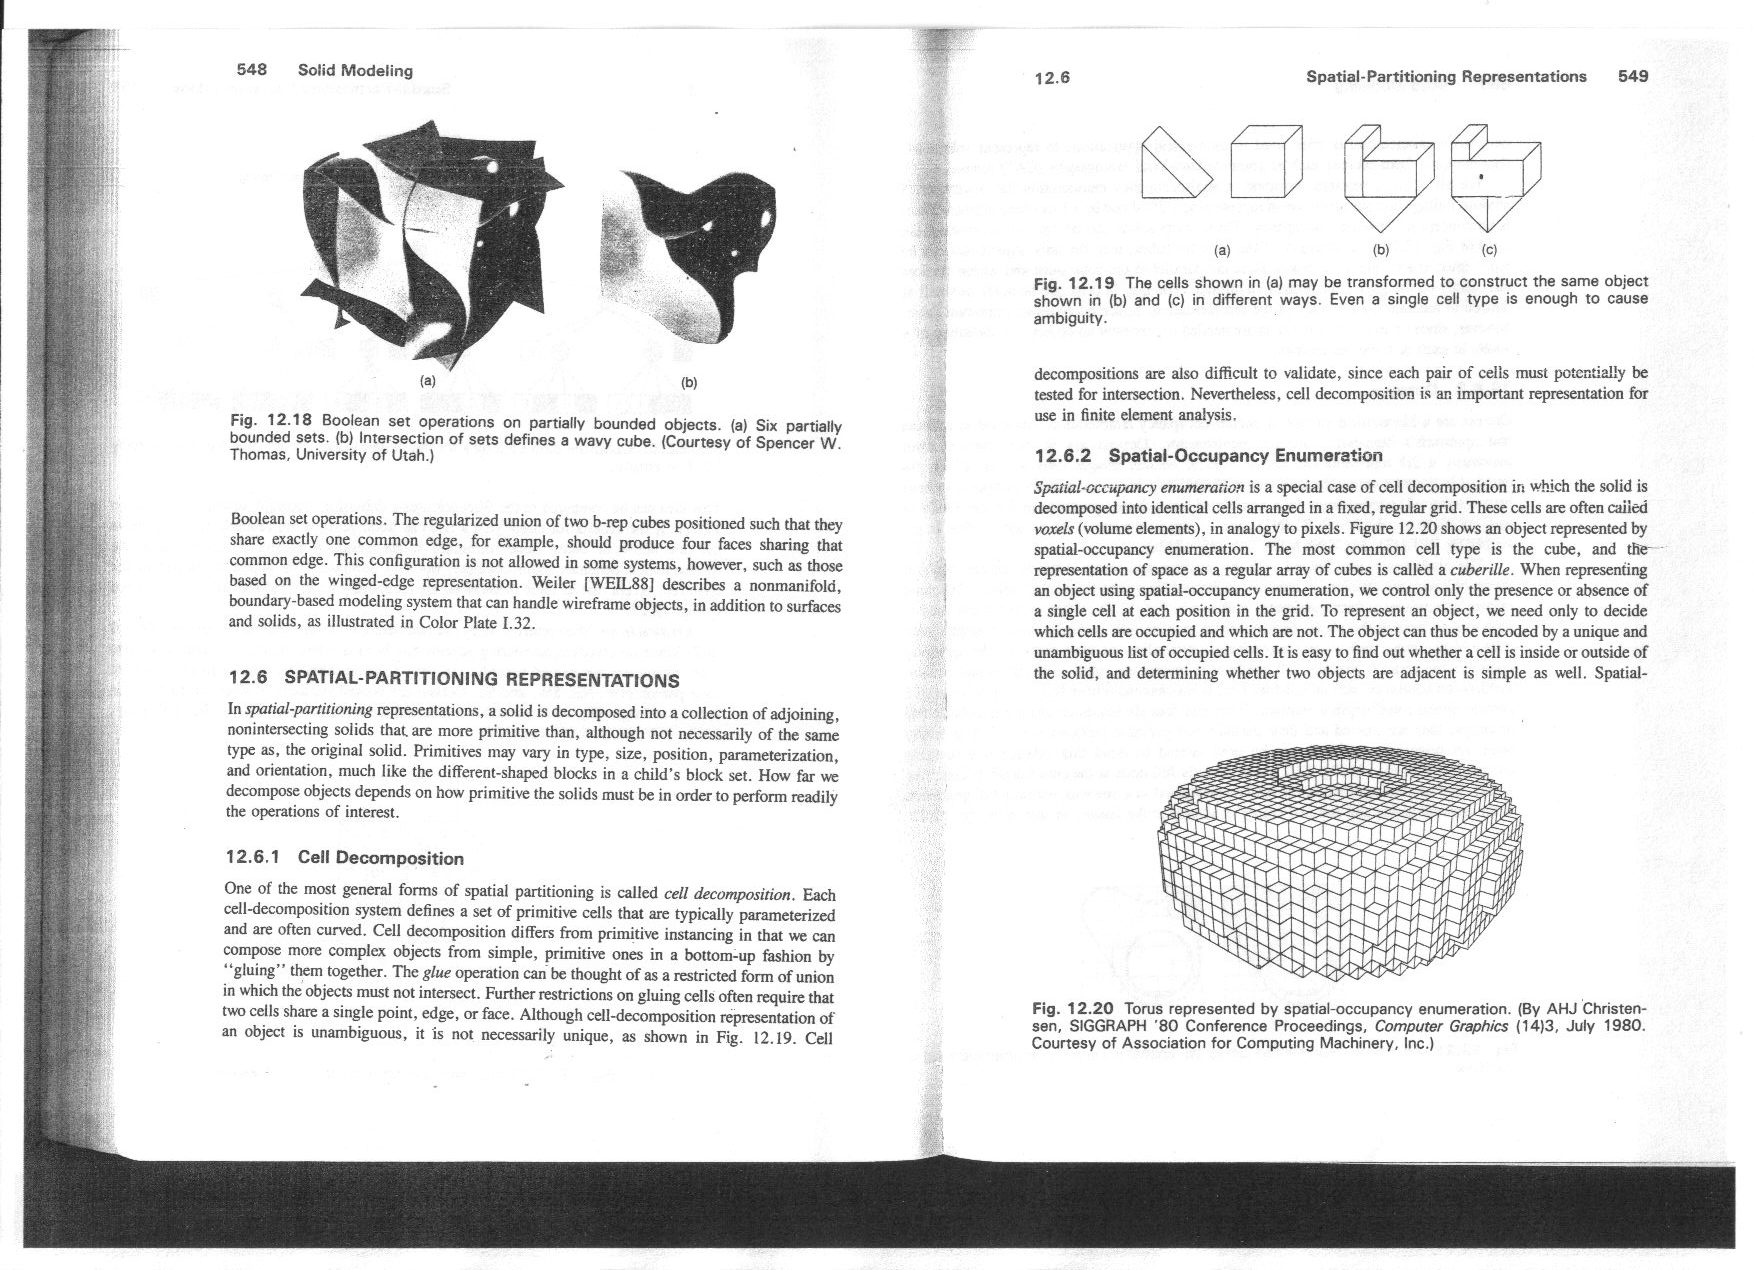 548 Solid Modeling
(a) (b)
Fig. 12.18 Boolean set operations on partially bounded objects. (a) Six partially
bounded sets. (b) Intersection of sets defines a wavy cube. (Courtesy of Spencer W.
Thomas, University of Utah.)
Boolean set operations. The regularized union of two b-rep cubes positioned such that they
share exactly one common edge, for example, should produce four faces sharing that
common edge. This configuration is not allowed in some systems, however, such as those
based on the winged-edge representation. Weiler [WEIL88] describes a nonmanifold,
boundary-based modeling system that can handle wireframe objects, in addition to surfaces
and solids, as illustrated in Color Plate I.32.
12.6 SPATIAL-PARTITIONING REPRESENTATIONS
In spatial-partitioning representations, a solid is decomposed into a collection of adjoining,
nonintersecting solids that are more primitive than, although not necessarily of the same
type as, the original solid. Primitives may vary in type, size, position, parameterization,
and orientation, much like the different-shaped blocks in a child's block set. How far we
decompose objects depends on how primitive the solids must be in order to perform readily
the operations of interest.
12.6.1 Cell Decomposition
One of the most general forms of spatial partitioning is called cell decomposition. Each
cell-decomposition system defines a set of primitive cells that are typically parameterized
and are often curved. Cell decomposition differs from primitive instancing in that we can
compose more complex objects from simple, primitive ones in a bottom-up fashion by
“gluing” them together. The glue operation can be thought of as a restricted form of union
in which the objects must not intersect. Further restrictions on gluing cells often require that
two cells share a single point, edge, or face. Although cell-decomposition representation of
an object is unambiguous, it is not necessarily unique, as shown in Fig. 12.19. Cell
12.6 Spatial-Partitioning Representations 549
(a) (b) (c)
Fig. 12.19 The cells shown in (a) may be transformed to construct the same object
shown in (b) and (c) in different ways. Even a single cell type is enough to cause
ambiguity.
decompositions are also difficult to validate, since each pair of cells must potentially be
tested for intersection. Nevertheless, cell decomposition is an important representation for
use in finite element analysis.
12.6.2 Spatial-Occupancy Enumeration
Spatial-occupancy enumeration is a special case of cell decomposition in which the solid is
decomposed into identical cells arranged in a fixed, regular grid. These cells are often called
voxels (volume elements), in analogy to pixels. Figure 12.20 shows an object represented by
spatial-occupancy enumeration. The most common cell type is the cube, and the
representation of space as a regular array of cubes is called a cuberille. When representing
an object using spatial-occupancy enumeration, we control only the presence or absence of
a single cell at each position in the grid. To represent an object, we need only to decide
which cells are occupied and which are not. The object can thus be encoded by a unique and
unambiguous list of occupied cells. It is easy to find out whether a cell is inside or outside of
the solid, and determining whether two objects are adjacent is simple as well. Spatial-
Fig. 12.20 Torus represented by spatial-occupancy enumeration. (By AHJ Christen-
sen, SIGGRAPH '80 Conference Proceedings, Computer Graphics (14)3, July 1980.
Courtesy of Association for Computing Machinery, Inc.)